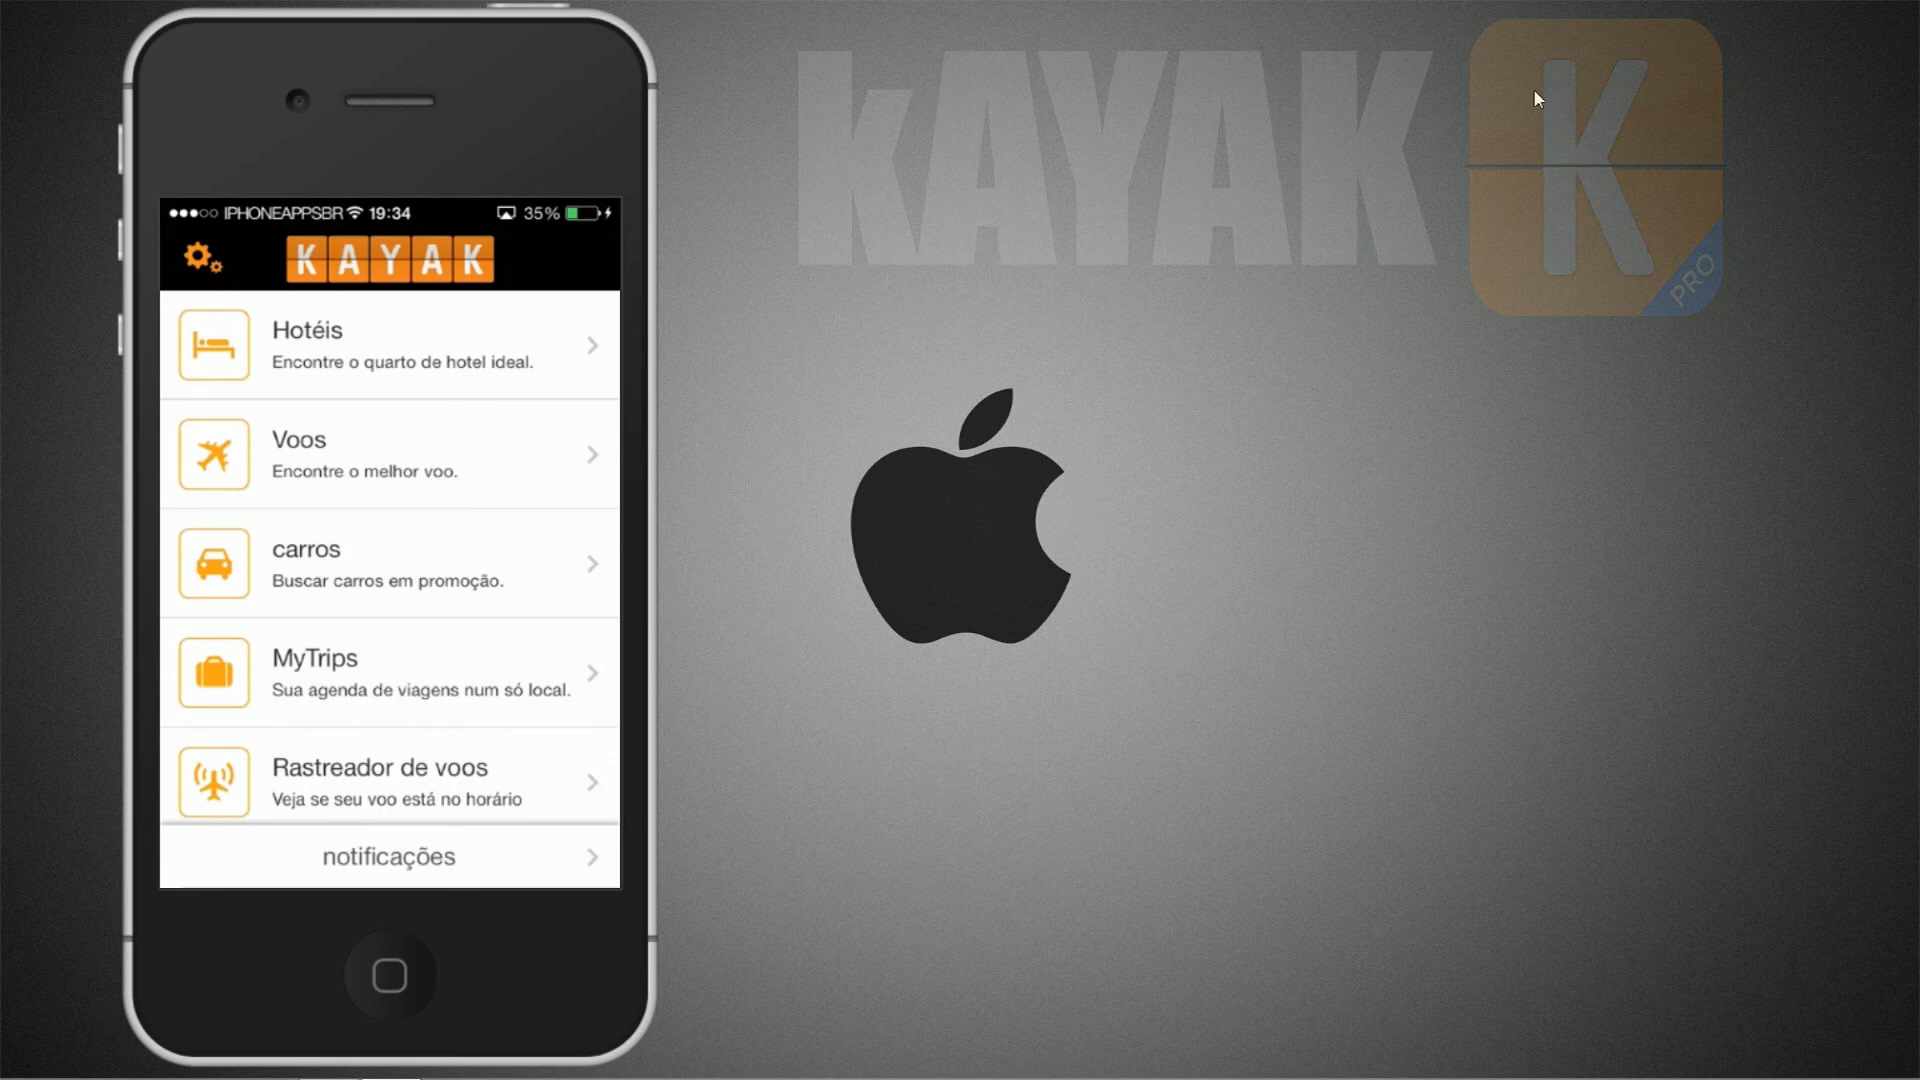 IPHONEAPPSBR 19:34 35%
KAYAK
Hotéis
Encontre o quarto de hotel ideal.
Voos
Encontre o melhor voo.
carros
Buscar carros em promoção.
MyTrips
Sua agenda de viagens num só local.
Rastreador de voos
Veja se seu voo está no horário
notificações
kAYAK
K
PRO